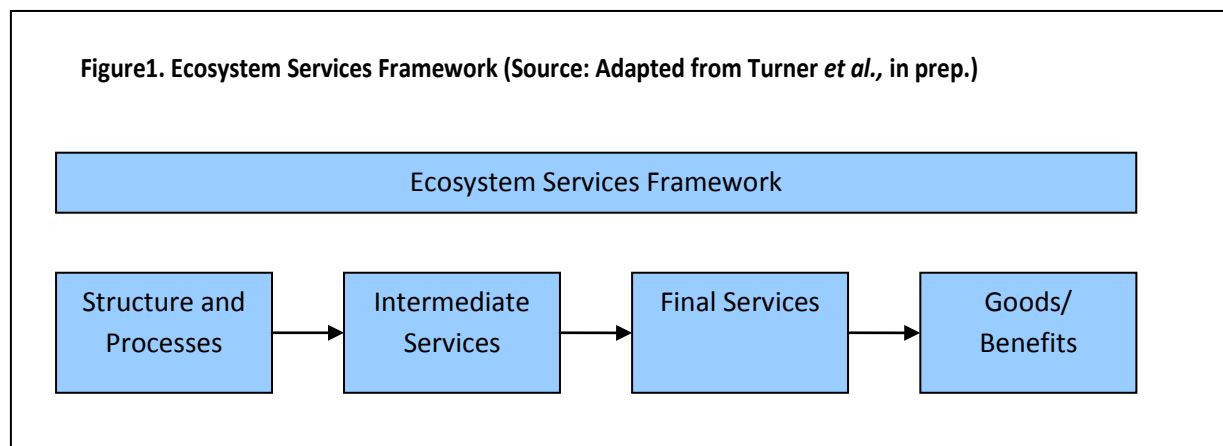 Figure1. Ecosystem Services Framework (Source: Adapted from Turner et al., in prep.)
Ecosystem Services Framework
Structure and
Processes
Intermediate
Services
Final Services
Goods/
Benefits